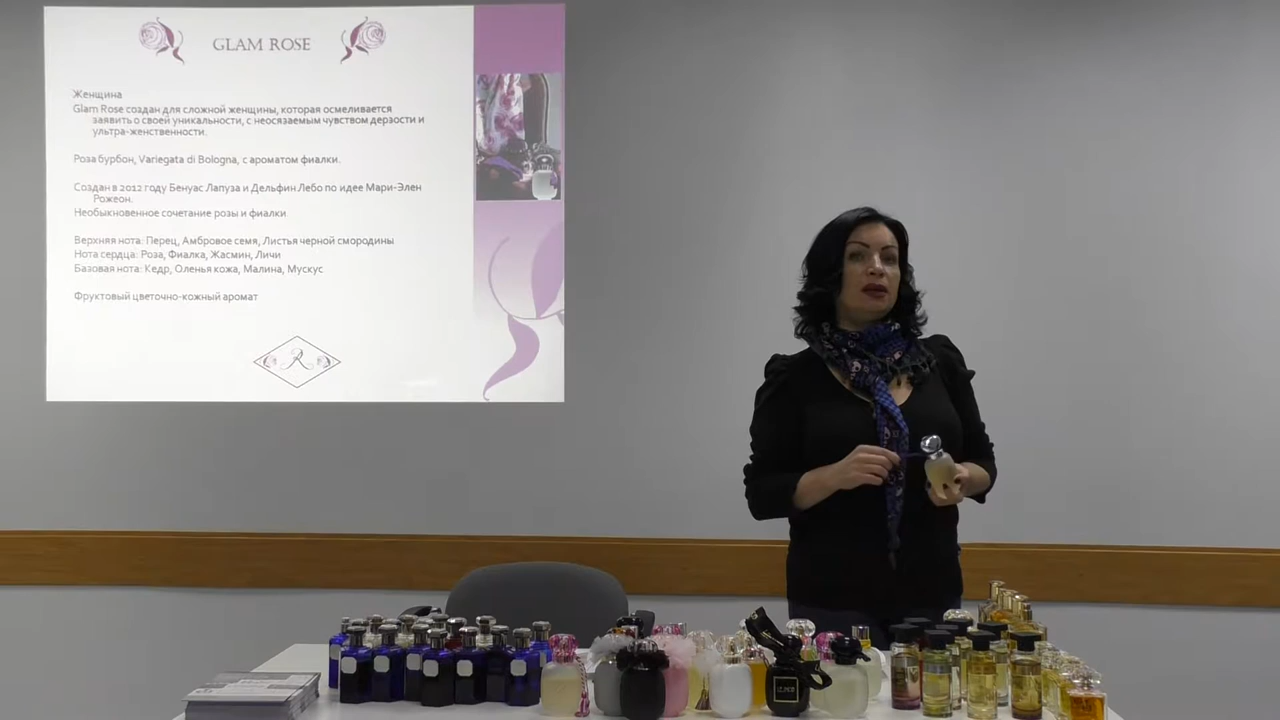 GLAM ROSE
Женщина
Glam Rose создан для сложной женщины, которая осмеливается
заявить о своей уникальности, с неосязаемым чувством дерзости и
ультра-женственности.
Роза бурбон, Variegata di Bologna, с ароматом фиалки.
Создан в 2012 году Бенуас Лапуза и Дельфин Лебо по идее Мари-Элен
Рожеон.
Необыкновенное сочетание розы и фиалки
Верхняя нота: Перец, Амбровое семя, Листья черной смородины
Нота сердца: Роза, Фиалка, Жасмин, Личи
Базовая нота: Кедр, Оленья кожа, Малина, Мускус
Фруктовый цветочно-кожный аромат
R